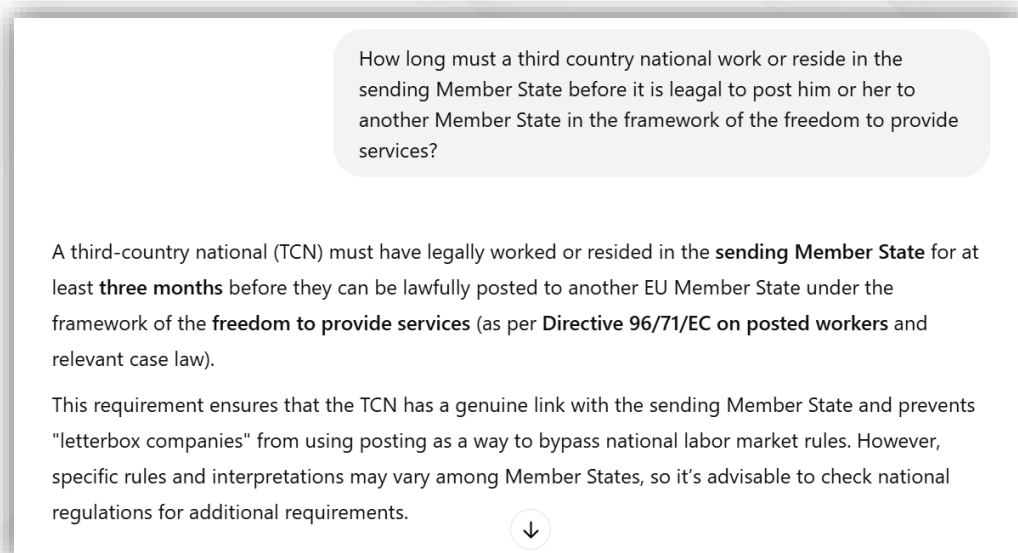 How long must a third country national work or reside in the
sending Member State before it is leagal to post him or her to
another Member State in the framework of the freedom to provide
services?
A third-country national (TCN) must have legally worked or resided in the sending Member State for at
least three months before they can be lawfully posted to another EU Member State under the
framework of the freedom to provide services (as per Directive 96/71/EC on posted workers and
relevant case law).
This requirement ensures that the TCN has a genuine link with the sending Member State and prevents
"letterbox companies" from using posting as a way to bypass national labor market rules. However,
specific rules and interpretations may vary among Member States, so it's advisable to check national
regulations for additional requirements.